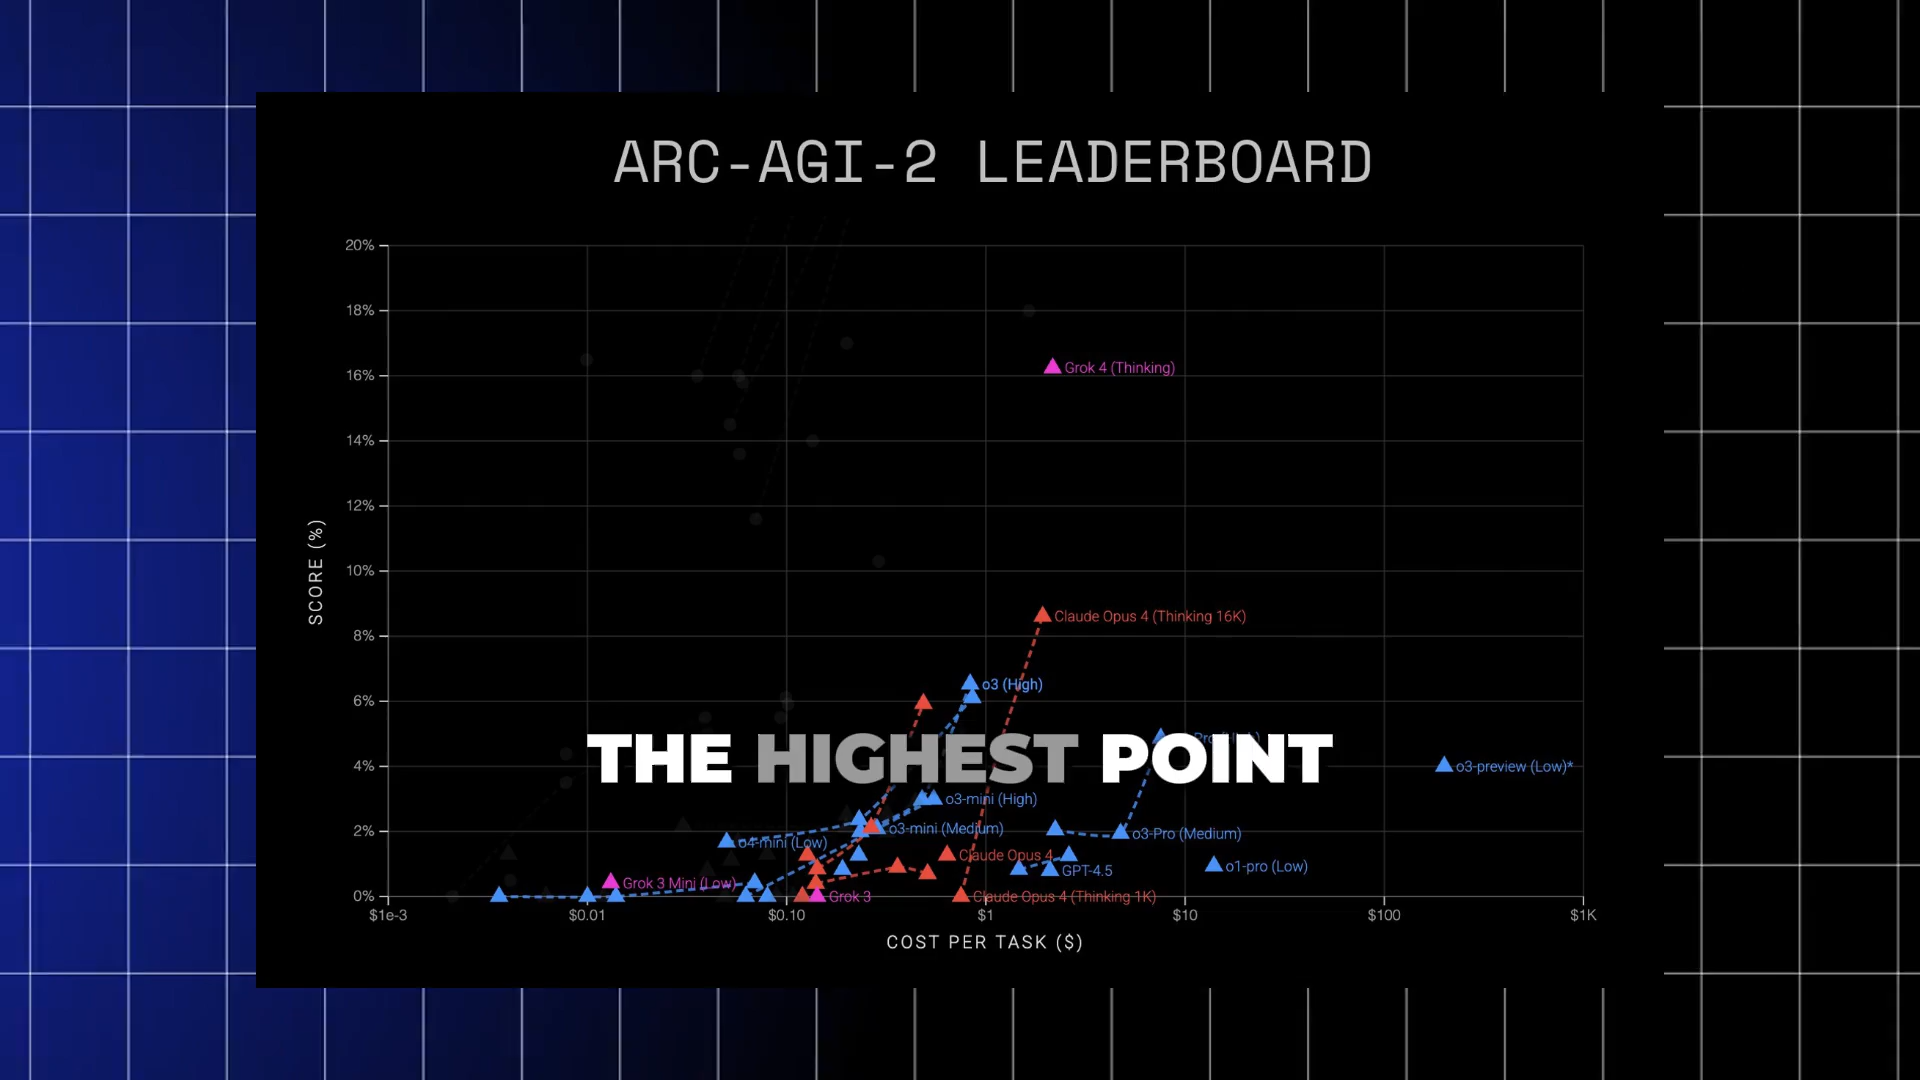 ARC-AGI-2 LEADERBOARD
20%
18%
16%
14%
12%
10%
8%
6%
4%
2%
0%
SCORE (%)
Grok 4 (Thinking)
Claude Opus 4 (Thinking 16K)
o3 (High)
THE HIGHEST POINT
o3-preview (Low)*
o3-mini (High)
o3-mini (Medium)
o3-Pro (Medium)
o4-mini (Low)
Claude Opus 4
GPT-4.5
o1-pro (Low)
Grok 3 Mini (Low)
Grok 3
Claude Opus 4 (Thinking 1K)
$1e-3
$0.01
$0.10
$1
$10
$100
$1K
COST PER TASK ($)